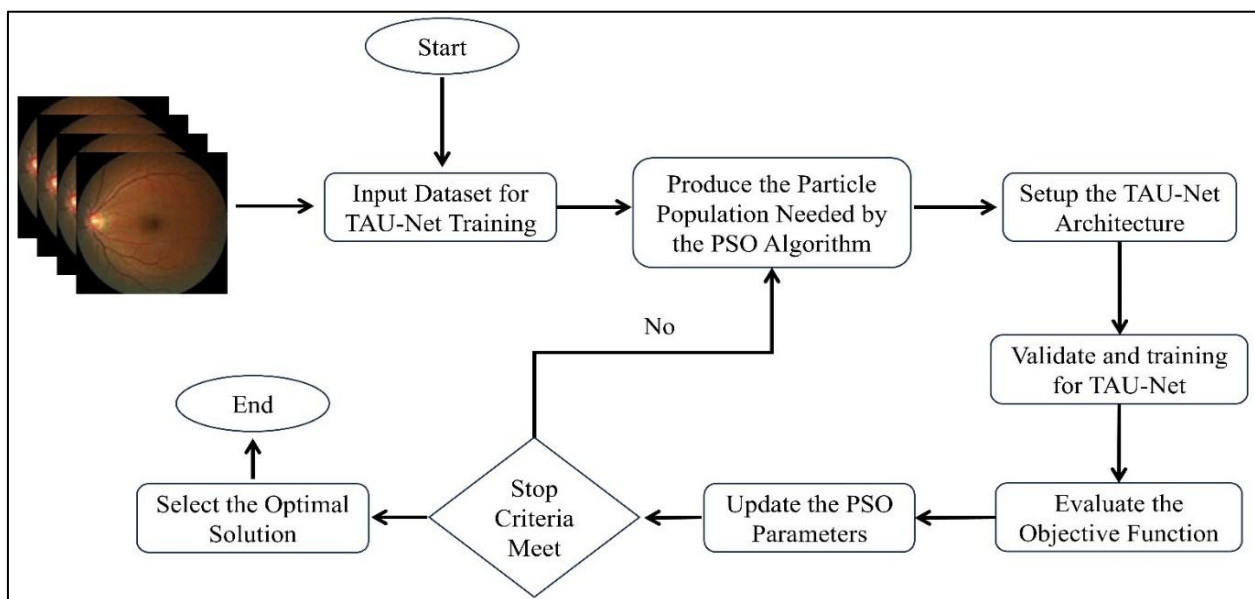 Start
Input Dataset for
TAU-Net Training
Produce the Particle
Population Needed by
the PSO Algorithm
Setup the TAU-Net
Architecture
No
Validate and training
for TAU-Net
End
Select the Optimal
Solution
Stop
Criteria
Meet
Update the PSO
Parameters
Evaluate the
Objective Function